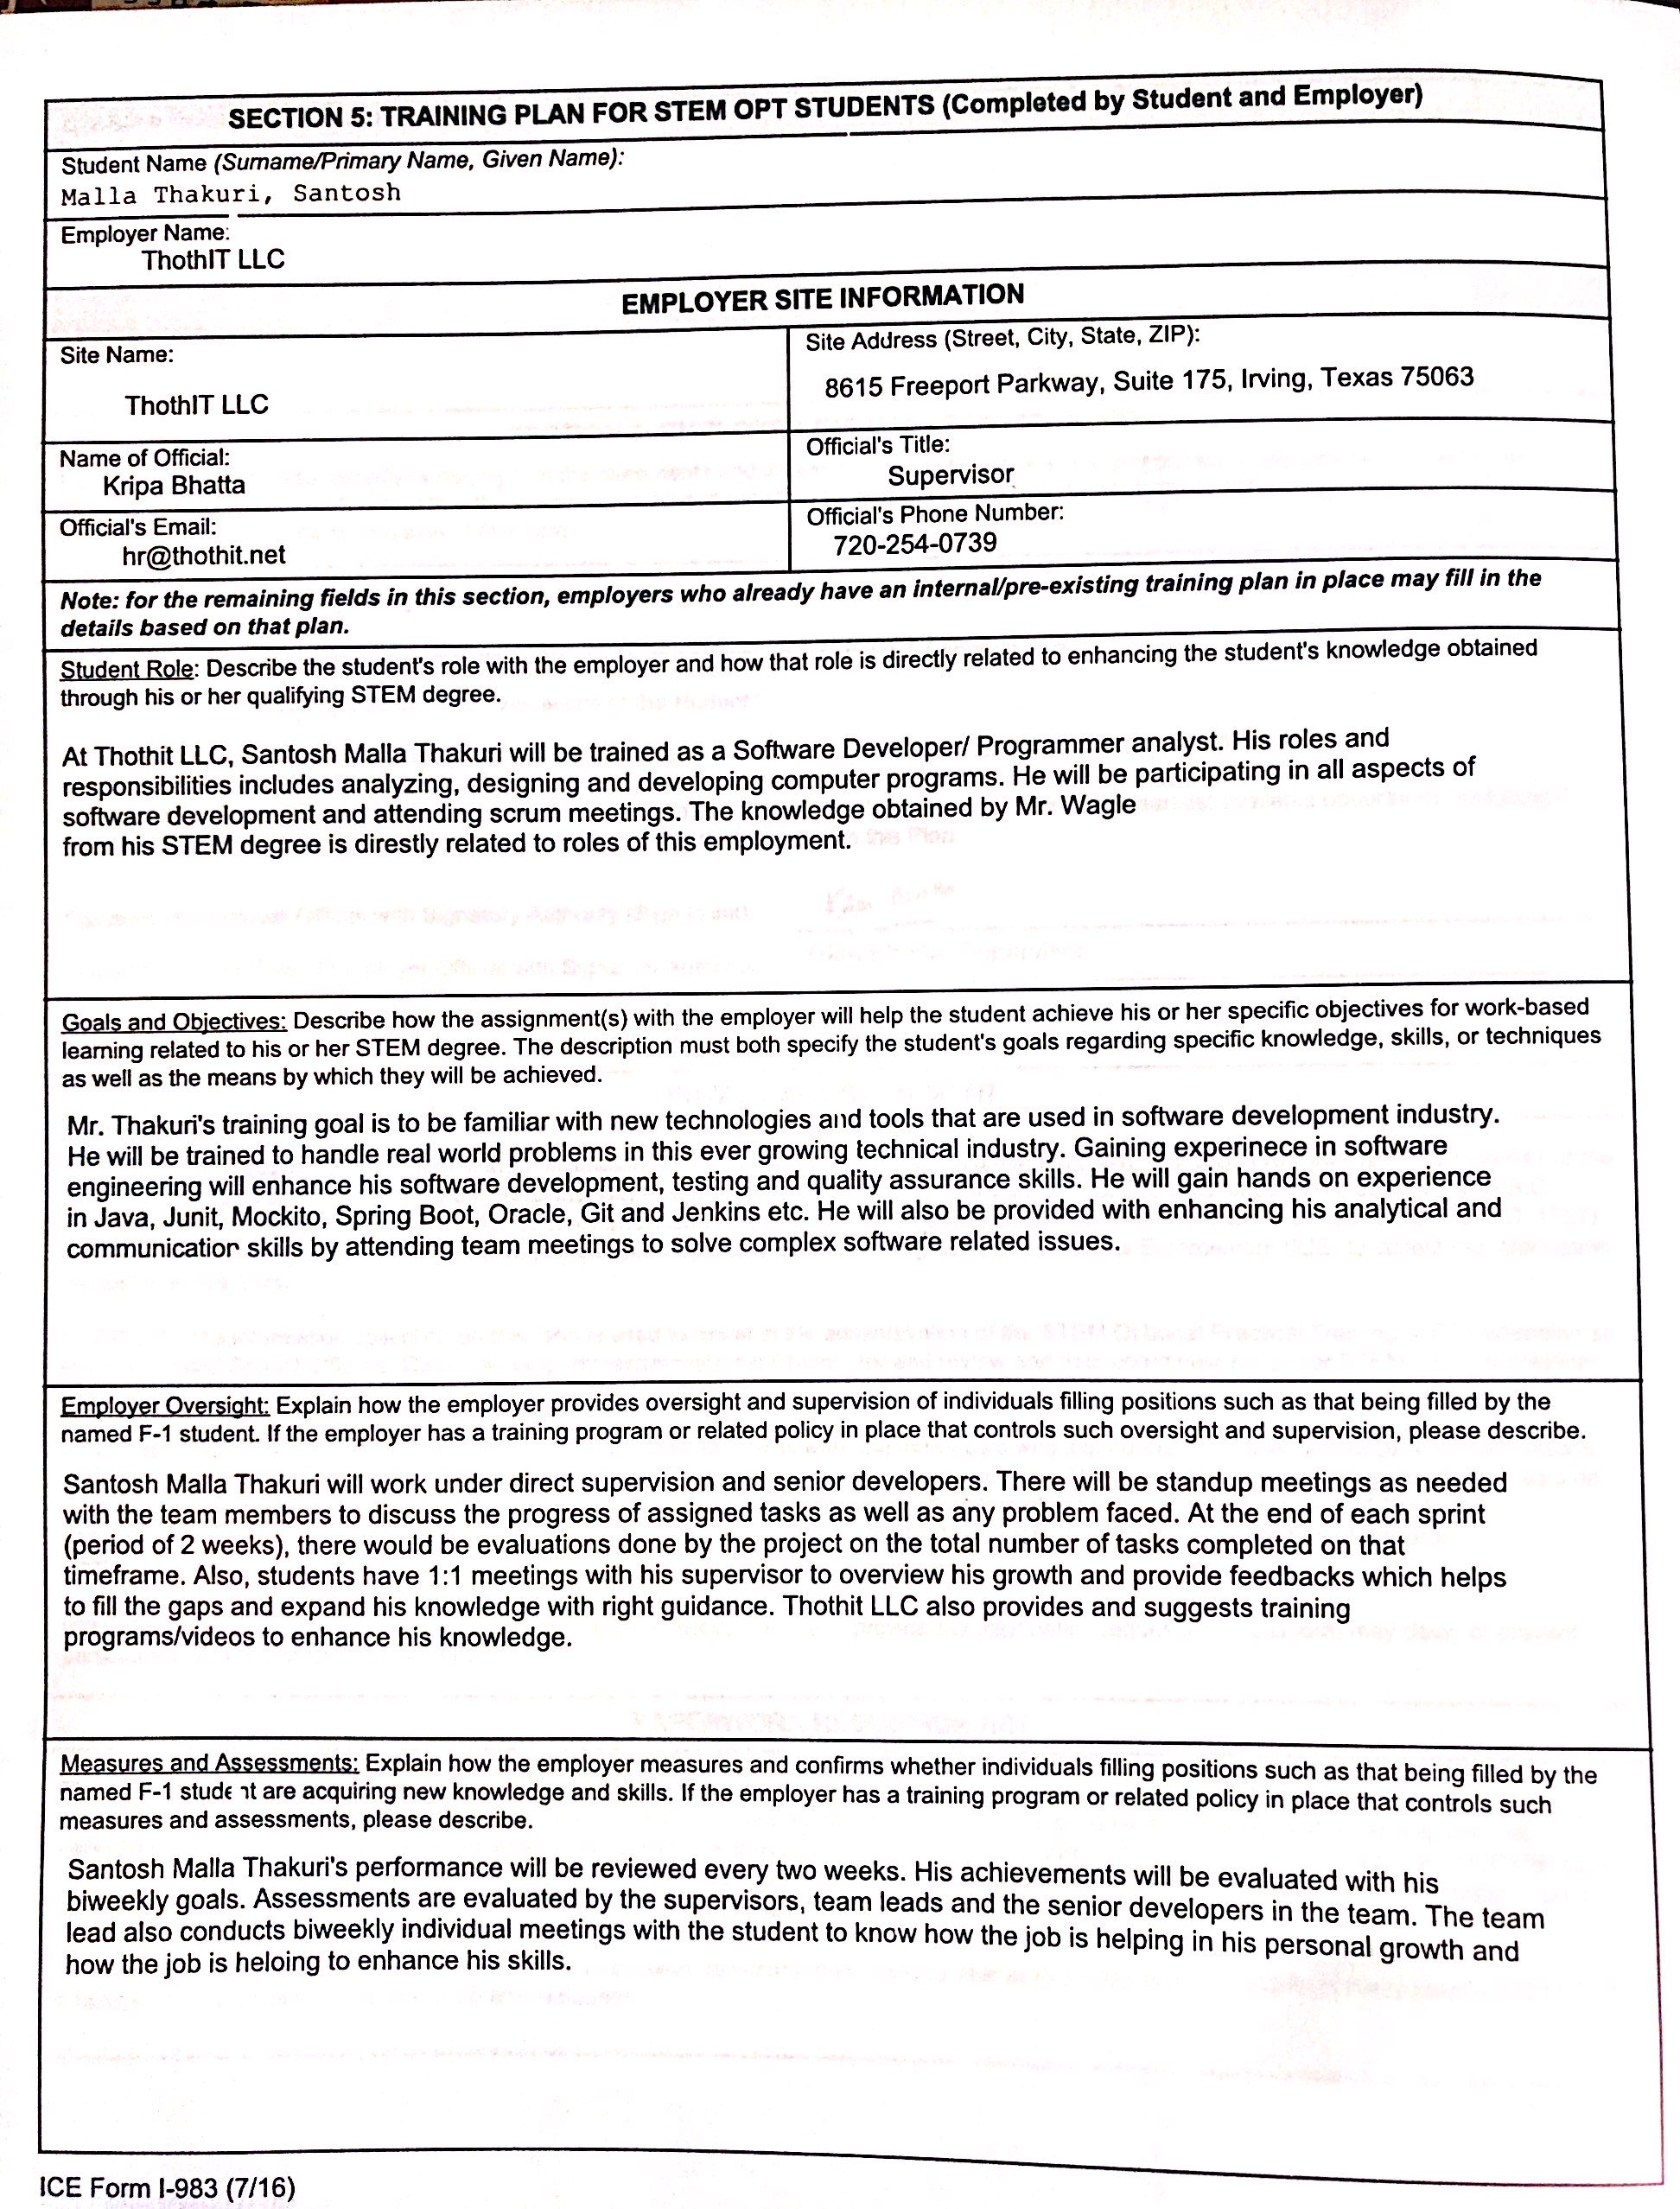 SECTION 5: TRAINING PLAN FOR STEM OPT STUDENTS (Completed by Student and Employer)
Student Name (Surname/Primary Name, Given Name):
Malla Thakuri, Santosh
Employer Name:
ThothIT LLC
EMPLOYER SITE INFORMATION
Site Name:
ThothIT LLC
Site Address (Street, City, State, ZIP):
8615 Freeport Parkway, Suite 175, Irving, Texas 75063
Name of Official:
Kripa Bhatta
Official's Title:
Supervisor
Official's Email:
hr@thothit.net
Official's Phone Number:
720-254-0739
Note: for the remaining fields in this section, employers who already have an internal/pre-existing training plan in place may fill in the
details based on that plan.
Student Role: Describe the student's role with the employer and how that role is directly related to enhancing the student's knowledge obtained
through his or her qualifying STEM degree.
At Thothit LLC, Santosh Malla Thakuri will be trained as a Software Developer/ Programmer analyst. His roles and
responsibilities includes analyzing, designing and developing computer programs. He will be participating in all aspects of
software development and attending scrum meetings. The knowledge obtained by Mr. Wagle
from his STEM degree is direstly related to roles of this employment.
Goals and Objectives: Describe how the assignment(s) with the employer will help the student achieve his or her specific objectives for work-based
learning related to his or her STEM degree. The description must both specify the student's goals regarding specific knowledge, skills, or techniques
as well as the means by which they will be achieved.
Mr. Thakuri's training goal is to be familiar with new technologies and tools that are used in software development industry.
He will be trained to handle real world problems in this ever growing technical industry. Gaining experinece in software
engineering will enhance his software development, testing and quality assurance skills. He will gain hands on experience
in Java, Junit, Mockito, Spring Boot, Oracle, Git and Jenkins etc. He will also be provided with enhancing his analytical and
communication skills by attending team meetings to solve complex software related issues.
Employer Oversight: Explain how the employer provides oversight and supervision of individuals filling positions such as that being filled by the
named F-1 student. If the employer has a training program or related policy in place that controls such oversight and supervision, please describe.
Santosh Malla Thakuri will work under direct supervision and senior developers. There will be standup meetings as needed
with the team members to discuss the progress of assigned tasks as well as any problem faced. At the end of each sprint
(period of 2 weeks), there would be evaluations done by the project on the total number of tasks completed on that
timeframe. Also, students have 1:1 meetings with his supervisor to overview his growth and provide feedbacks which helps
to fill the gaps and expand his knowledge with right guidance. Thothit LLC also provides and suggests training
programs/videos to enhance his knowledge.
Measures and Assessments: Explain how the employer measures and confirms whether individuals filling positions such as that being filled by the
named F-1 student are acquiring new knowledge and skills. If the employer has a training program or related policy in place that controls such
measures and assessments, please describe.
Santosh Malla Thakuri's performance will be reviewed every two weeks. His achievements will be evaluated with his
biweekly goals. Assessments are evaluated by the supervisors, team leads and the senior developers in the team. The team
lead also conducts biweekly individual meetings with the student to know how the job is helping in his personal growth and
how the job is heloing to enhance his skills.
ICE Form I-983 (7/16)